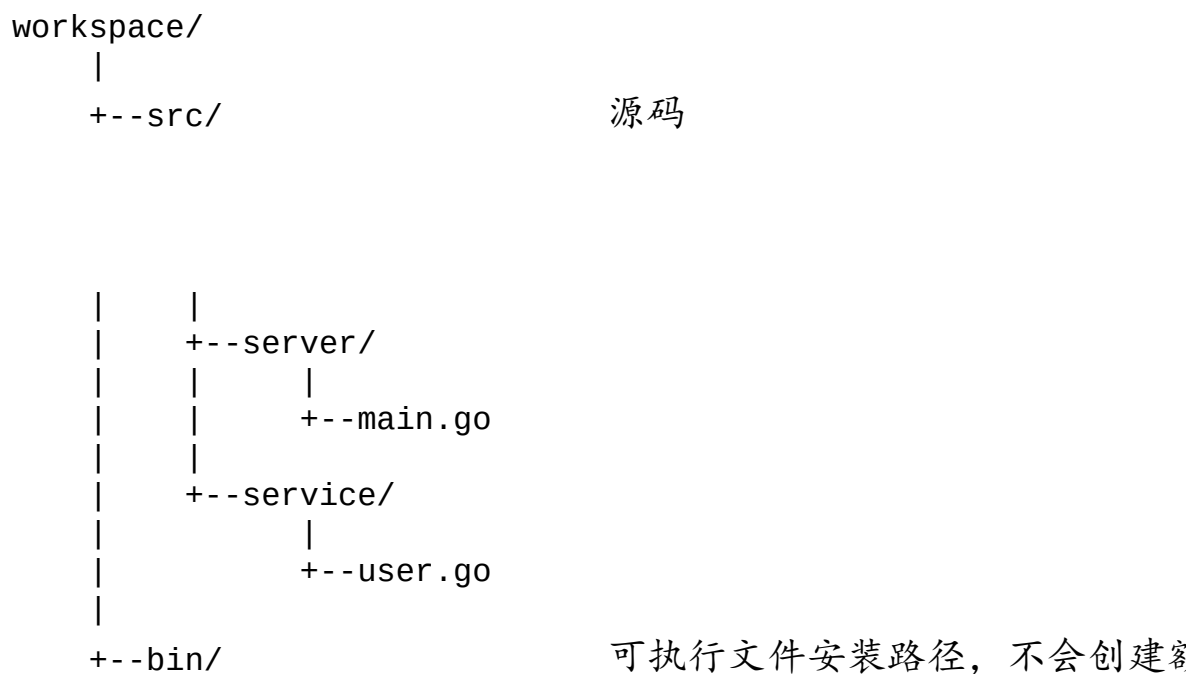 workspace/
|
+--src/ 源码
| |
| +--server/
| | |
| | +--main.go
| |
| +--service/
| |
| +--user.go
|
+--bin/ 可执行文件安装路径，不会创建